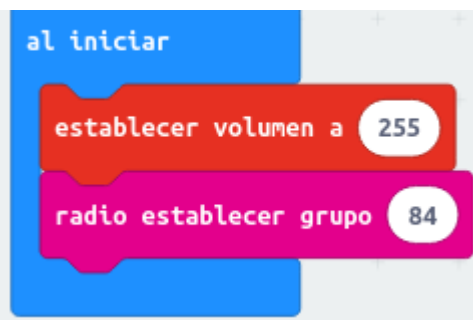 al iniciar
establecer volumen a 255
radio establecer grupo 84